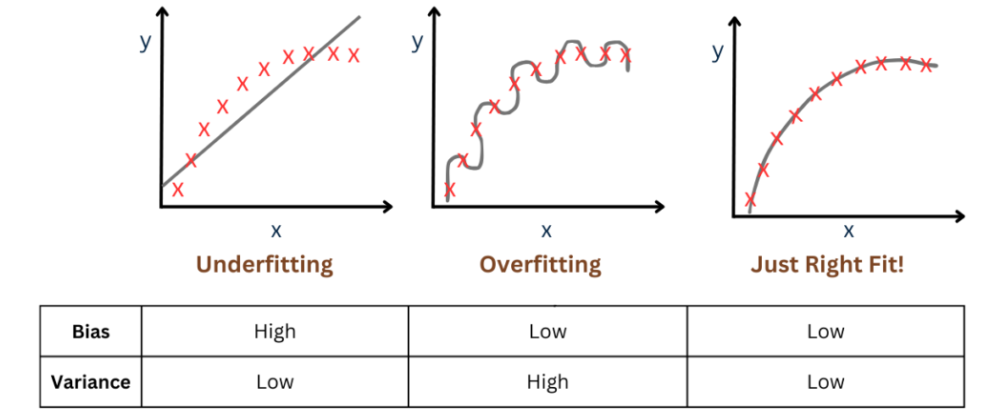 y
y
y
x
x
x
Underfitting
Overfitting
Just Right Fit!
Bias High Low Low
Variance Low High Low